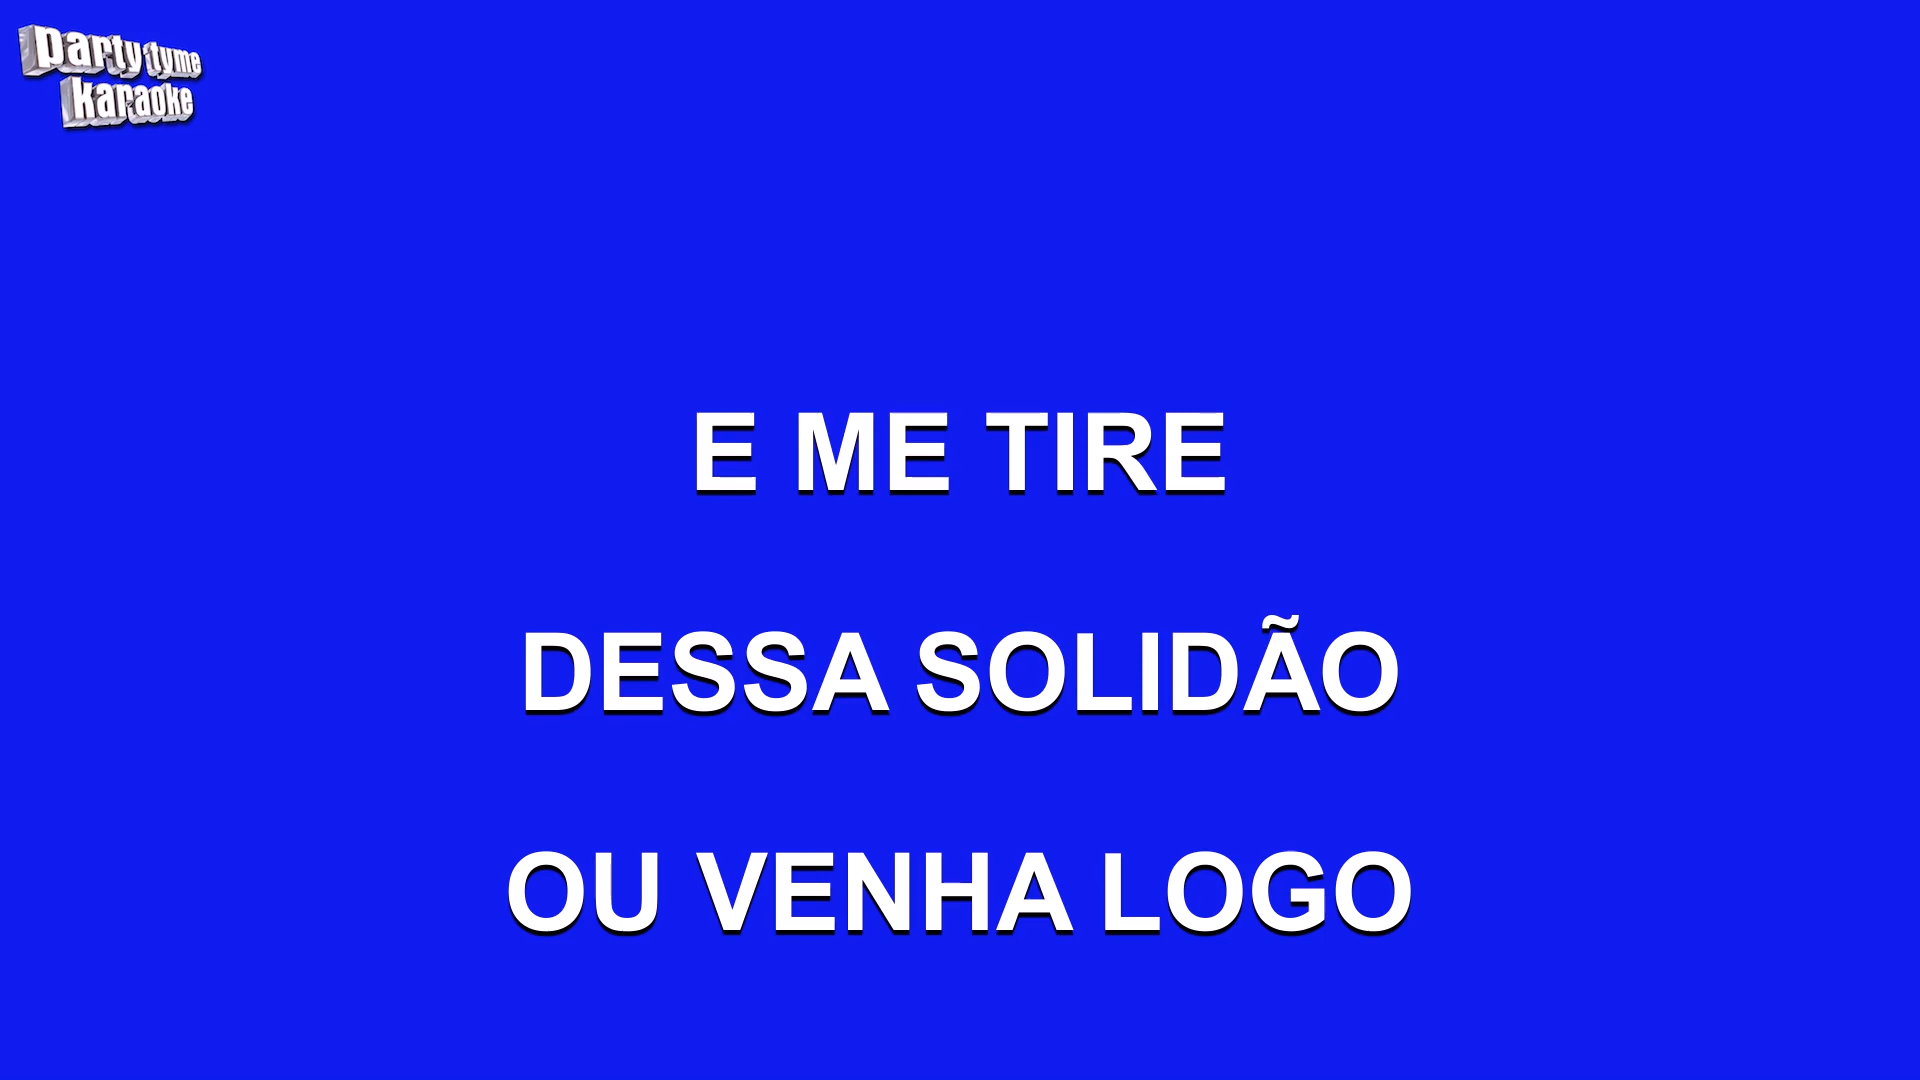 party tyme
karaoke
E ME TIRE
DESSA SOLIDÃO
OU VENHA LOGO